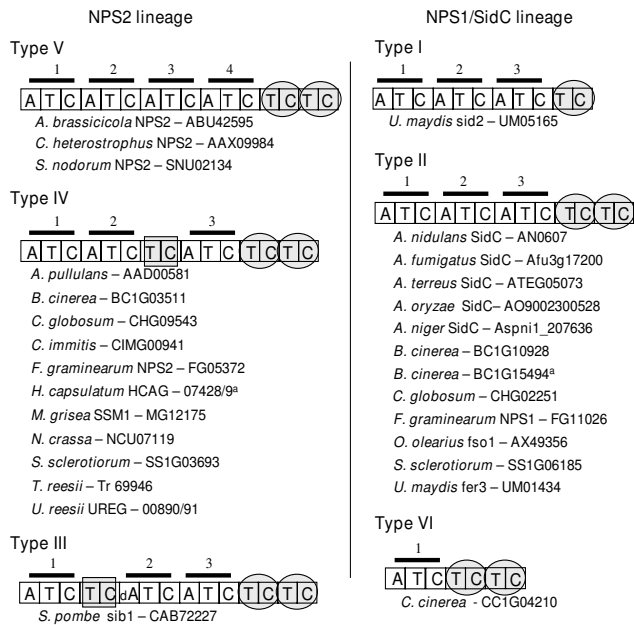 NPS2 lineage
Type V
1 2 3 4
A T C A T C A T C A T C T C T C
A. brassicicola NPS2 – ABU42595
C. heterostrophus NPS2 – AAX09984
S. nodorum NPS2 – SNU02134
Type IV
1 2 3
A T C A T C T C A T C T C T C
A. pullulans – AAD00581
B. cinerea – BC1G03511
C. globosum – CHG09543
C. immitis – CIMG00941
F. graminearum NPS2 – FG05372
H. capsulatum HCAG – 07428/9ª
M. grisea SSM1 – MG12175
N. crassa – NCU07119
S. sclerotiorum – SS1G03693
T. reesii – Tr 69946
U. reesii UREG – 00890/91
Type III
1 2 3
A T C T C dA T C A T C T C T C
S. pombe sib1 – CAB72227
NPS1/SidC lineage
Type I
1 2 3
A T C A T C A T C T C
U. maydis sid2 – UM05165
Type II
1 2 3
A T C A T C A T C T C T C
A. nidulans SidC – AN0607
A. fumigatus SidC – Afu3g17200
A. terreus SidC – ATEG05073
A. oryzae SidC– AO9002300528
A. niger SidC – Aspni1_207636
B. cinerea – BC1G10928
B. cinerea – BC1G15494ª
C. globosum – CHG02251
F. graminearum NPS1 – FG11026
O. olearius fso1 – AX49356
S. sclerotiorum – SS1G06185
U. maydis fer3 – UM01434
Type VI
1
A T C T C T C
C. cinerea - CC1G04210